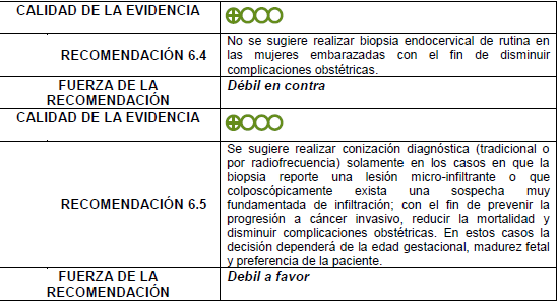 CALIDAD DE LA EVIDENCIA
RECOMENDACIÓN 6.4
No se sugiere realizar biopsia endocervical de rutina en
las mujeres embarazadas con el fin de disminuir
complicaciones obstétricas.
FUERZA DE LA
RECOMENDACIÓN
Débil en contra
CALIDAD DE LA EVIDENCIA
RECOMENDACIÓN 6.5
Se sugiere realizar conización diagnóstica (tradicional o
por radiofrecuencia) solamente en los casos en que la
biopsia reporte una lesión micro-infiltrante o que
colposcópicamente exista una sospecha muy
fundamentada de infiltración; con el fin de prevenir la
progresión a cáncer invasivo, reducir la mortalidad y
disminuir complicaciones obstétricas. En estos casos la
decisión dependerá de la edad gestacional, madurez fetal
y preferencia de la paciente.
FUERZA DE LA
RECOMENDACIÓN
Debil a favor